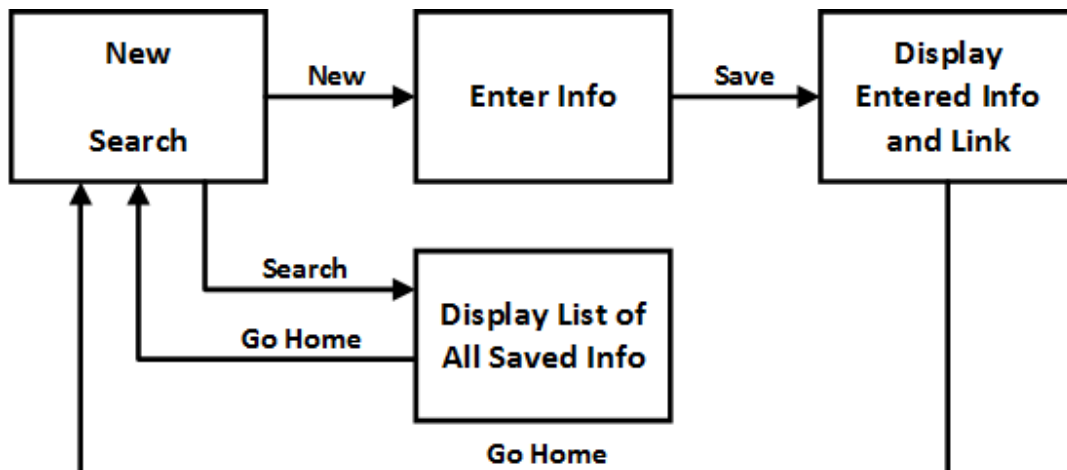 New
Search
New
Enter Info
Save
Display
Entered Info
and Link
Search
Go Home
Display List of
All Saved Info
Go Home